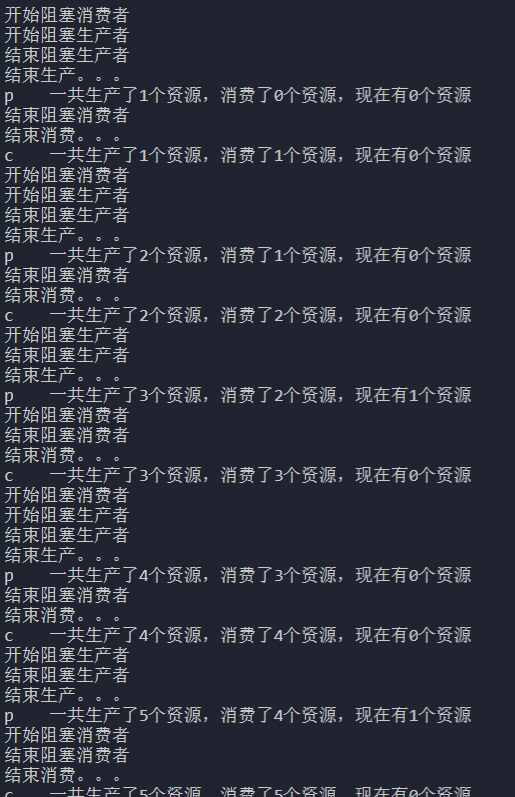 开始阻塞消费者
开始阻塞生产者
结束阻塞生产者
结束生产。。。
p    一共生产了1个资源，消费了0个资源，现在有0个资源
结束阻塞消费者
结束消费。。。
c    一共生产了1个资源，消费了1个资源，现在有0个资源
开始阻塞消费者
开始阻塞生产者
结束阻塞生产者
结束生产。。。
p    一共生产了2个资源，消费了1个资源，现在有0个资源
结束阻塞消费者
结束消费。。。
c    一共生产了2个资源，消费了2个资源，现在有0个资源
开始阻塞生产者
结束阻塞生产者
结束生产。。。
p    一共生产了3个资源，消费了2个资源，现在有1个资源
开始阻塞消费者
结束阻塞消费者
结束消费。。。
c    一共生产了3个资源，消费了3个资源，现在有0个资源
开始阻塞消费者
开始阻塞生产者
结束阻塞生产者
结束生产。。。
p    一共生产了4个资源，消费了3个资源，现在有0个资源
结束阻塞消费者
结束消费。。。
c    一共生产了4个资源，消费了4个资源，现在有0个资源
开始阻塞生产者
结束阻塞生产者
结束生产。。。
p    一共生产了5个资源，消费了4个资源，现在有1个资源
开始阻塞消费者
结束阻塞消费者
结束消费。。。
c    一共生产了5个资源，消费了5个资源，现在有0个资源